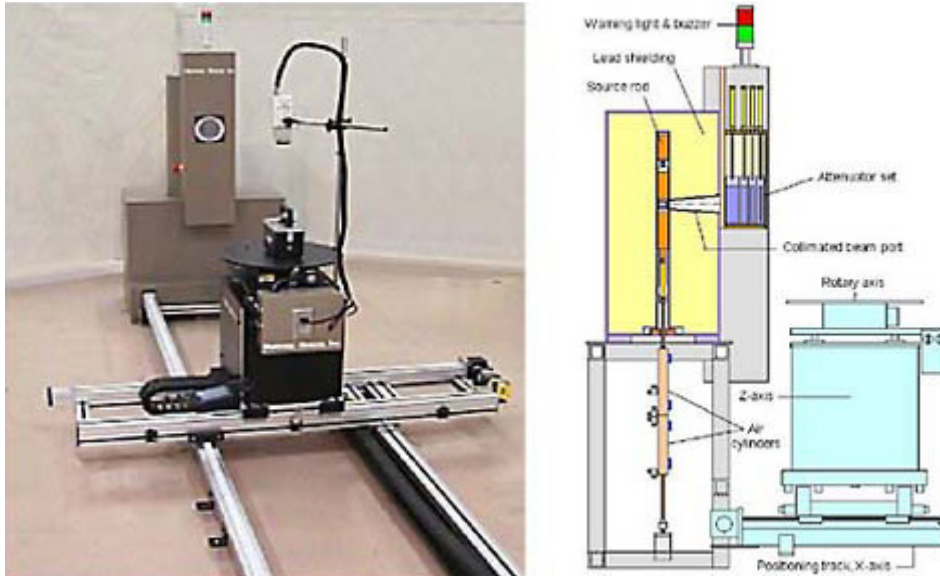 Warning light & buzzer
Lead shielding
Source rod
Attenuator set
Collimated beam port
Rotary axis
Z-axis
Air
cylinders
Positioning track, X-axis